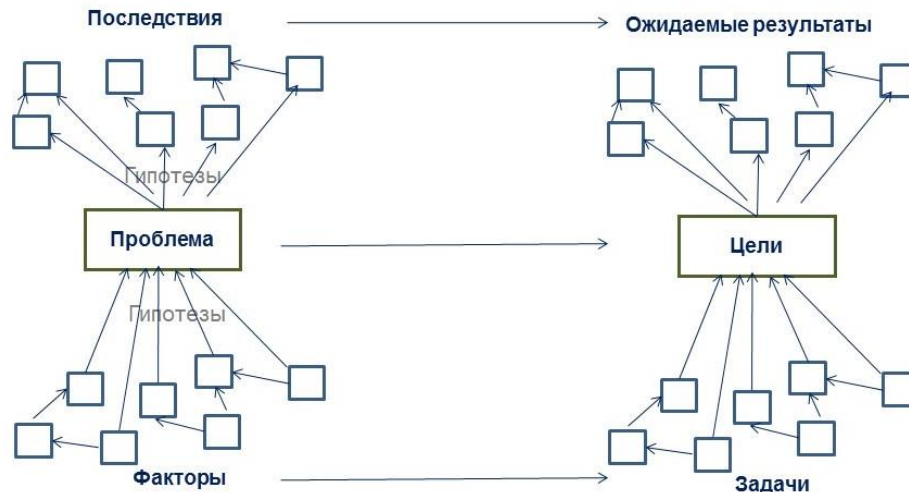 Последствия
Ожидаемые результаты
Гипотезы
Проблема
Цели
Гипотезы
Факторы
Задачи